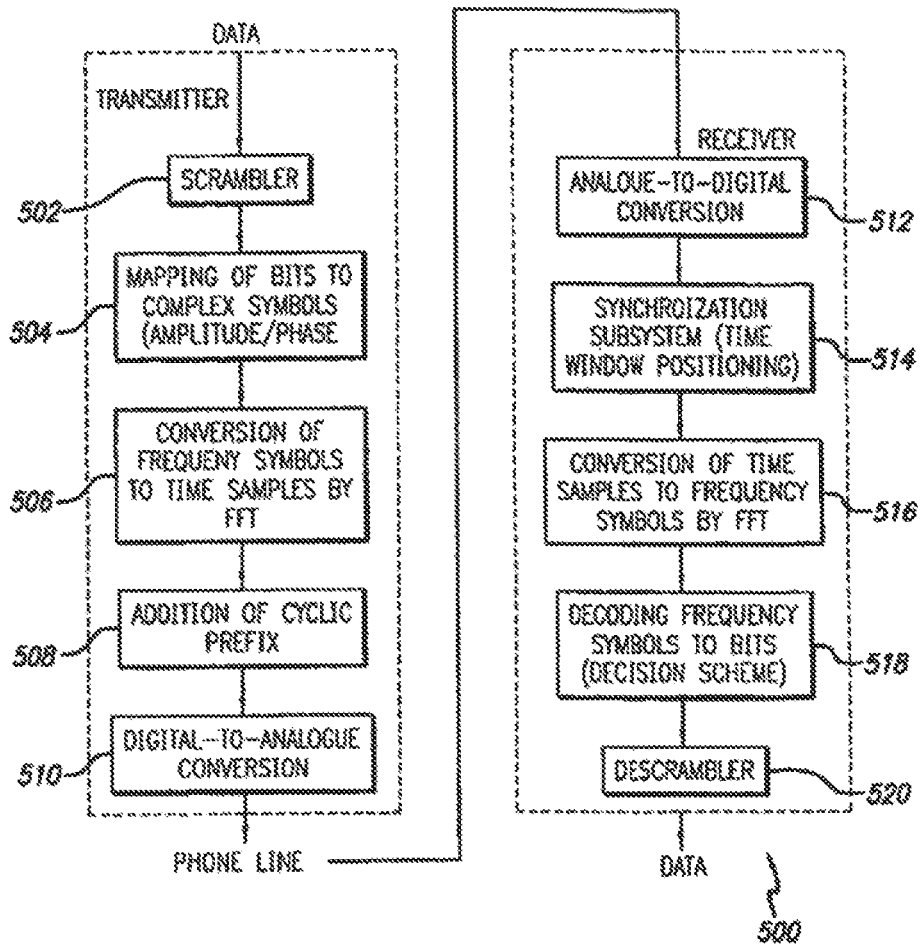 DATA
TRANSMITTER
SCRAMBLER
502
MAPPING OF BITS TO
COMPLEX SYMBOLS
(AMPLITUDE/PHASE
504
CONVERSION OF
FREQUENY SYMBOLS
TO TIME SAMPLES BY
FFT
506
ADDITION OF CYCLIC
PREFIX
508
DIGITAL-TO-ANALOGUE
CONVERSION
510
PHONE LINE
RECEIVER
ANALOUE-TO-DIGITAL
CONVERSION
512
SYNCHROIZATION
SUBSYSTEM (TIME
WINDOW POSITIONING)
514
CONVERSION OF TIME
SAMPLES TO FREQUENCY
SYMBOLS BY FFT
516
DECODING FREQUENCY
SYMBOLS TO BITS
(DECISION SCHEME)
518
DESCRAMBLER
520
DATA
500